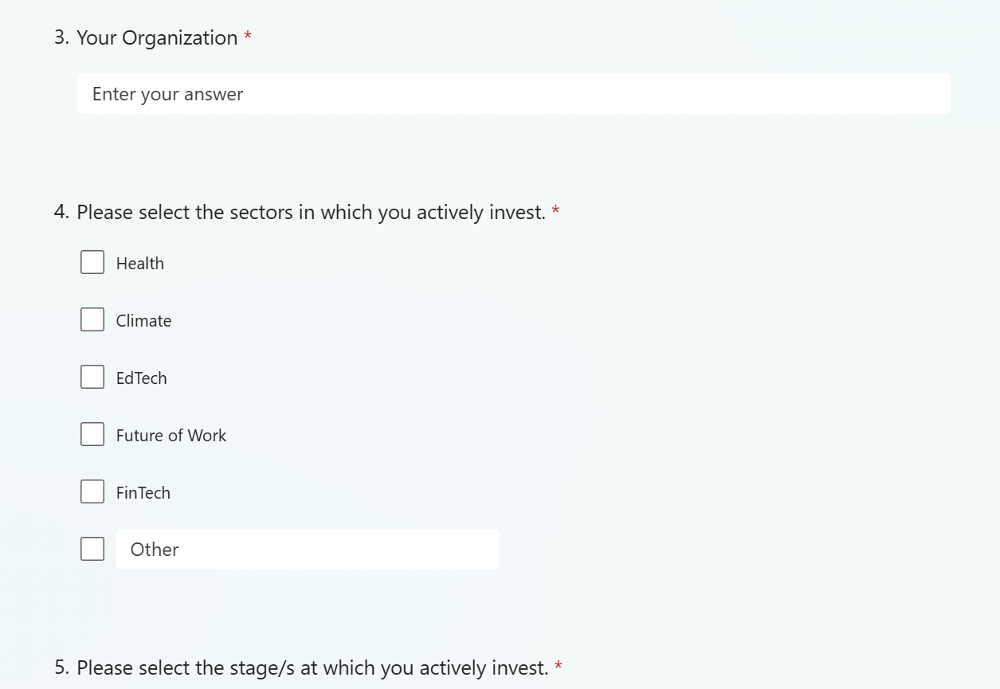 3. Your Organization *
Enter your answer
4. Please select the sectors in which you actively invest. *
Health
Climate
EdTech
Future of Work
FinTech
Other
5. Please select the stage/s at which you actively invest. *